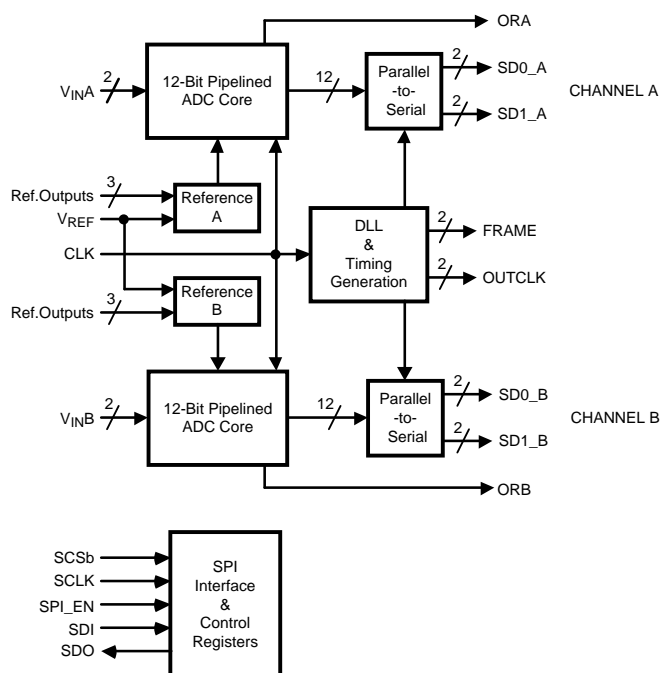 ORA
2
V_INA
12-Bit Pipelined
ADC Core
12
Parallel
-to-
Serial
2
SD0_A
2
SD1_A
CHANNEL A
Ref.Outputs
3
V_REF
Reference
A
CLK
DLL
&
Timing
Generation
2
FRAME
2
OUTCLK
Ref.Outputs
3
Reference
B
V_INB
2
12-Bit Pipelined
ADC Core
12
Parallel
-to-
Serial
2
SD0_B
2
SD1_B
CHANNEL B
ORB
SCSb
SCLK
SPI_EN
SDI
SDO
SPI
Interface
&
Control
Registers